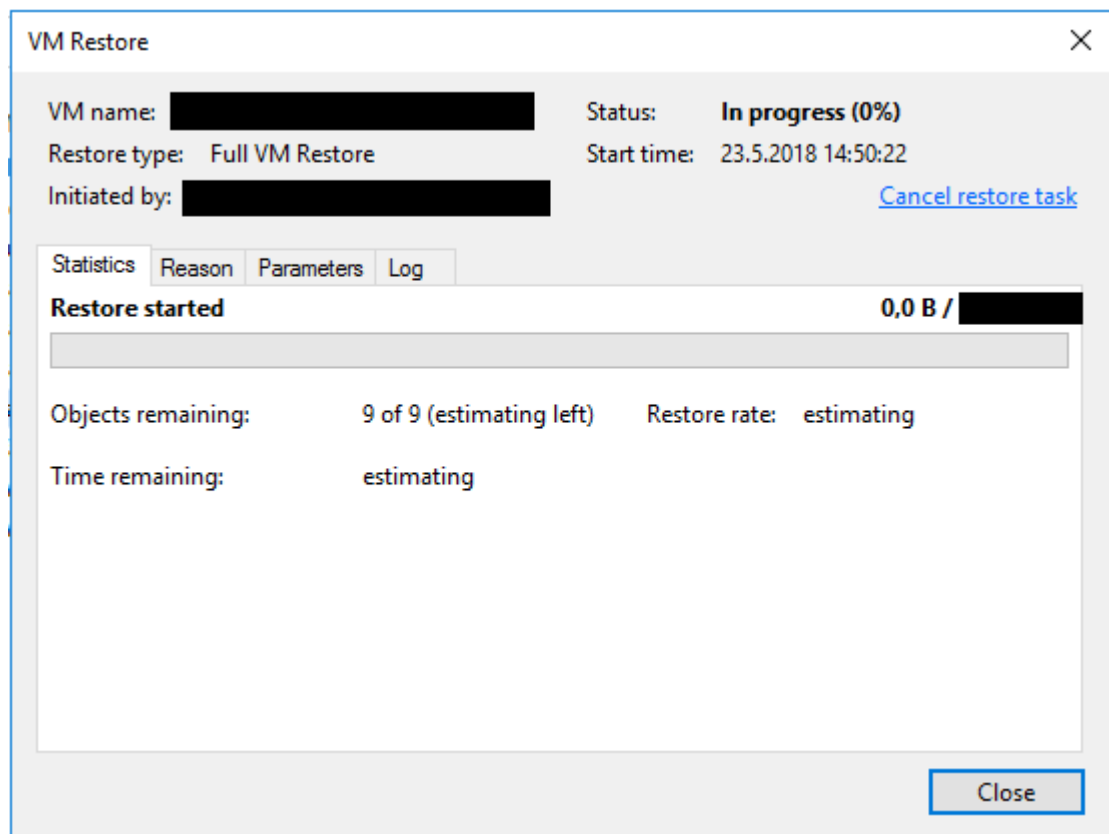 VM Restore
VM name:
Status: In progress (0%)
Restore type: Full VM Restore
Start time: 23.5.2018 14:50:22
Initiated by:
Cancel restore task
Statistics Reason Parameters Log
Restore started 0,0 B /
Objects remaining: 9 of 9 (estimating left) Restore rate: estimating
Time remaining: estimating
Close